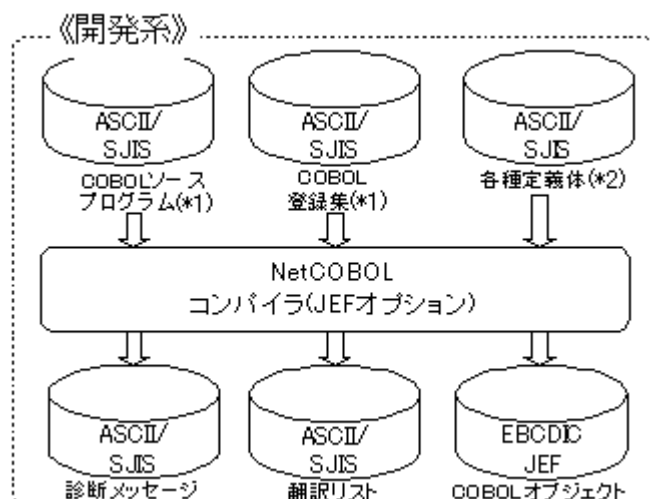 《開発系》
ASCII/
SJIS
ASCII/
SJIS
ASCII/
SJIS
COBOLソース
プログラム(*1)
COBOL
登録集(*1)
各種定義体(*2)
NetCOBOL
コンパイラ(JEFオプション)
ASCII/
SJIS
ASCII/
SJIS
EBCDIC
JEF
診断メッセージ
翻訳リスト
COBOLオブジェクト